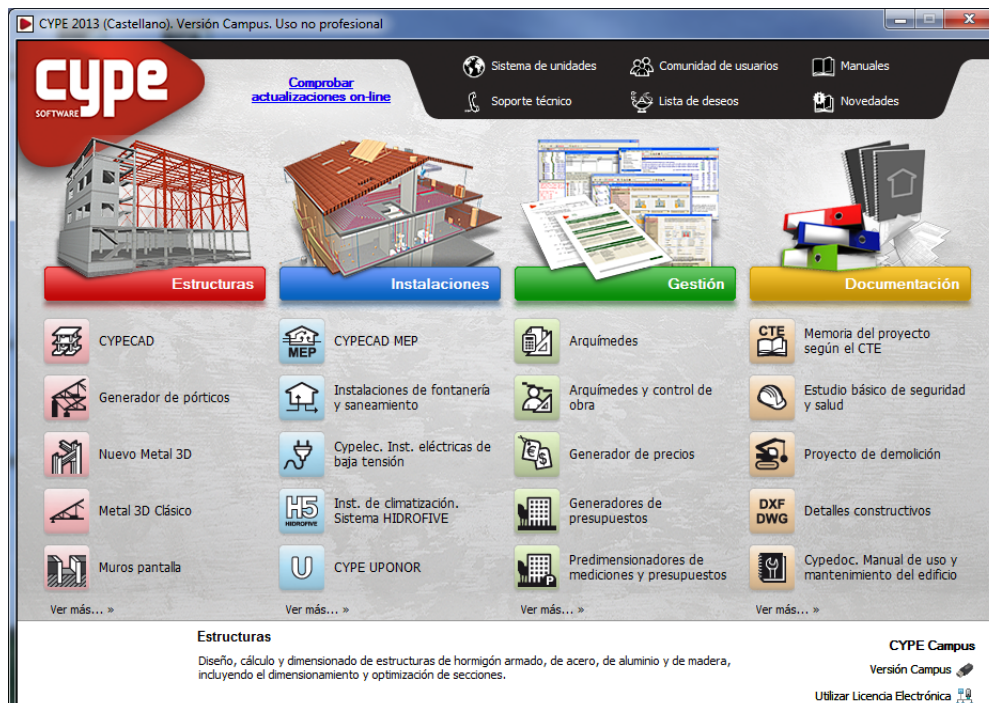 CYPE 2013 (Castellano). Versión Campus. Uso no profesional
cype
SOFTWARE
Comprobar
actualizaciones on-line
Sistema de unidades
Comunidad de usuarios
Manuales
Soporte técnico
Lista de deseos
Novedades
Estructuras
Instalaciones
Gestión
Documentación
CYPECAD
MEP
CYPECAD MEP
Arquímedes
CTE
Memoria del proyecto
según el CTE
Generador de pórticos
Instalaciones de fontanería
y saneamiento
Arquímedes y control de
obra
Estudio básico de seguridad
y salud
Nuevo Metal 3D
Cypelec. Inst. eléctricas de
baja tensión
Generador de precios
Proyecto de demolición
Metal 3D Clásico
H5
HIDROFIVE
Inst. de climatización.
Sistema HIDROFIVE
Generadores de
presupuestos
DXF
DWG
Detalles constructivos
Muros pantalla
U
CYPE UPONOR
P
Predimensionadores de
mediciones y presupuestos
Cypedoc. Manual de uso y
mantenimiento del edificio
Ver más... »
Ver más... »
Ver más... »
Ver más... »
Estructuras
Diseño, cálculo y dimensionado de estructuras de hormigón armado, de acero, de aluminio y de madera,
incluyendo el dimensionamiento y optimización de secciones.
CYPE Campus
Versión Campus
Utilizar Licencia Electrónica